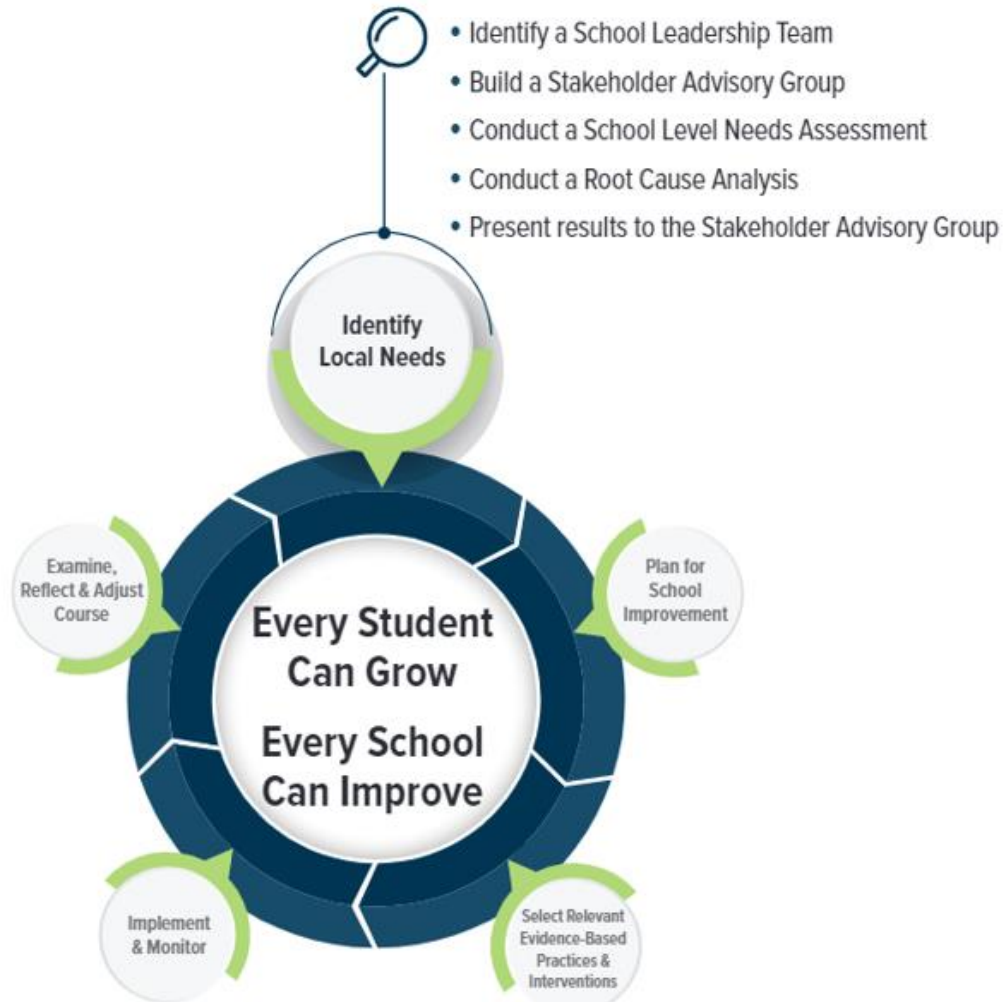 • Identify a School Leadership Team
• Build a Stakeholder Advisory Group
• Conduct a School Level Needs Assessment
• Conduct a Root Cause Analysis
• Present results to the Stakeholder Advisory Group
Identify
Local Needs
Examine,
Reflect & Adjust
Course
Plan for
School
Improvement
Every Student
Can Grow
Every School
Can Improve
Implement
& Monitor
Select Relevant
Evidence-Based
Practices &
Interventions